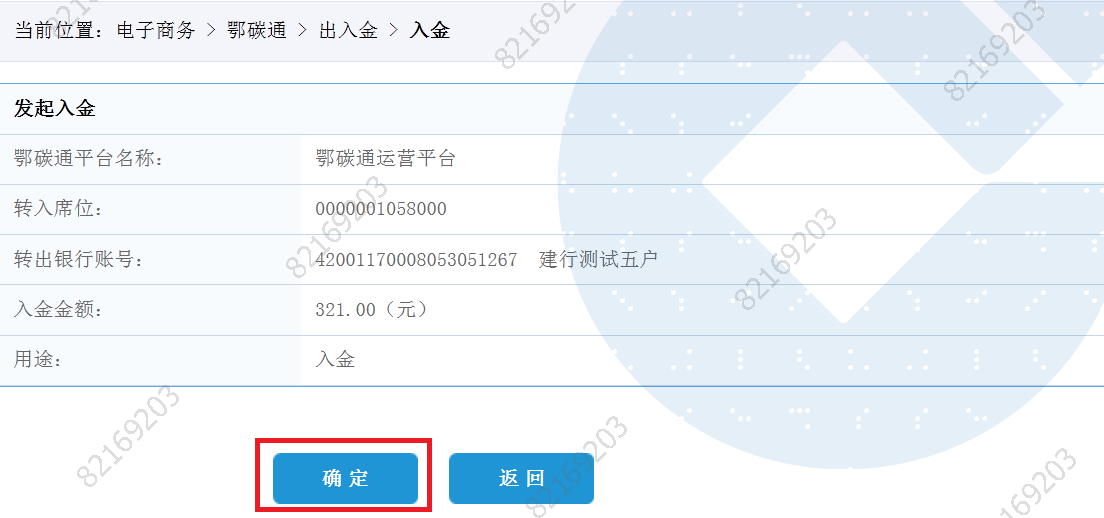 当前位置： 电子商务 > 鄂碳通 > 出入金 > 入金
发起入金
鄂碳通平台名称： 鄂碳通运营平台
转入席位： 0000001058000
转出银行账号： 42001170008053051267 建行测试五户
入金金额： 321.00（元）
用途： 入金
确定 返回
82169203
82169203
82169203
82169203
82169203
82169203
82169203
82169203